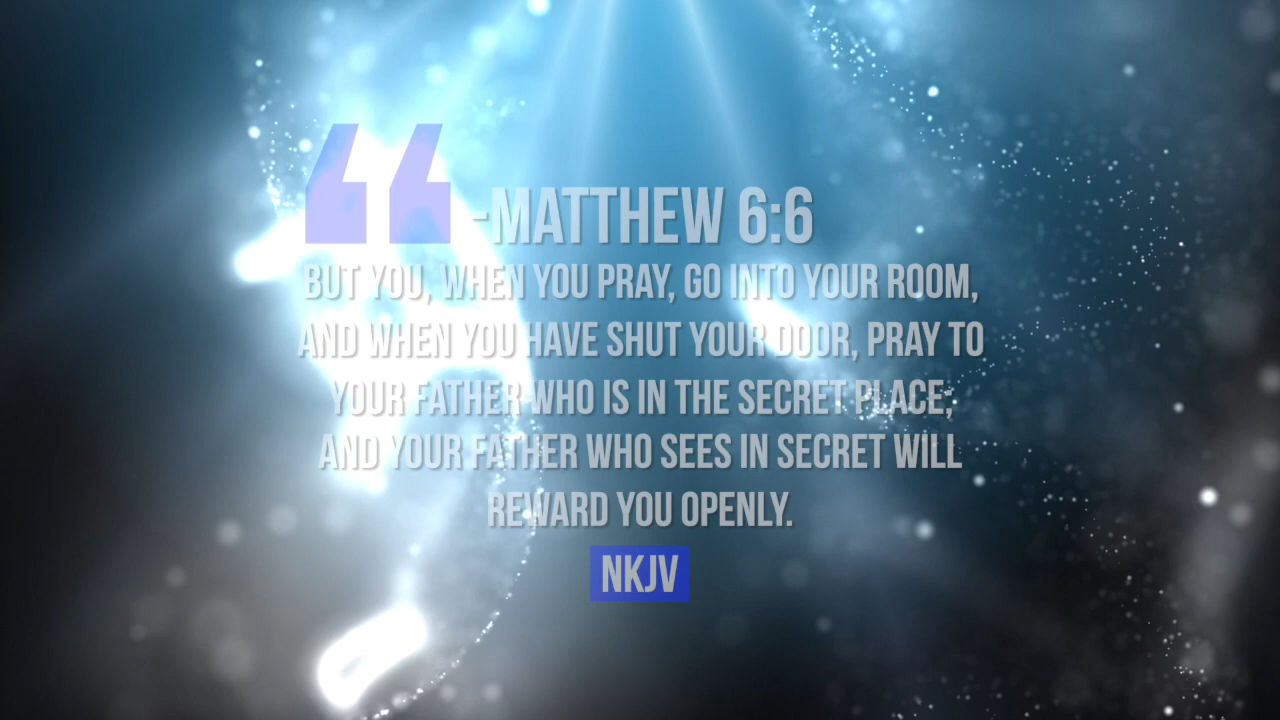 “ -MATTHEW 6:6
BUT YOU, WHEN YOU PRAY, GO INTO YOUR ROOM,
AND WHEN YOU HAVE SHUT YOUR DOOR, PRAY TO
YOUR FATHER WHO IS IN THE SECRET PLACE;
AND YOUR FATHER WHO SEES IN SECRET WILL
REWARD YOU OPENLY.
NKJV